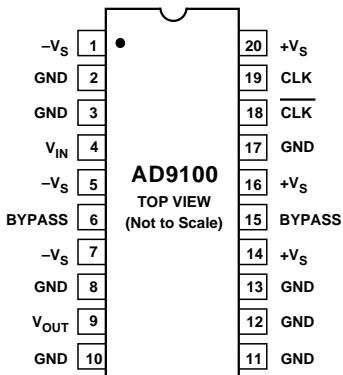 –VS 1 20 +VS
GND 2 19 CLK
GND 3 18 CLK
VIN 4 17 GND
–VS 5 AD9100 16 +VS
TOP VIEW
BYPASS 6 (Not to Scale) 15 BYPASS
–VS 7 14 +VS
GND 8 13 GND
VOUT 9 12 GND
GND 10 11 GND